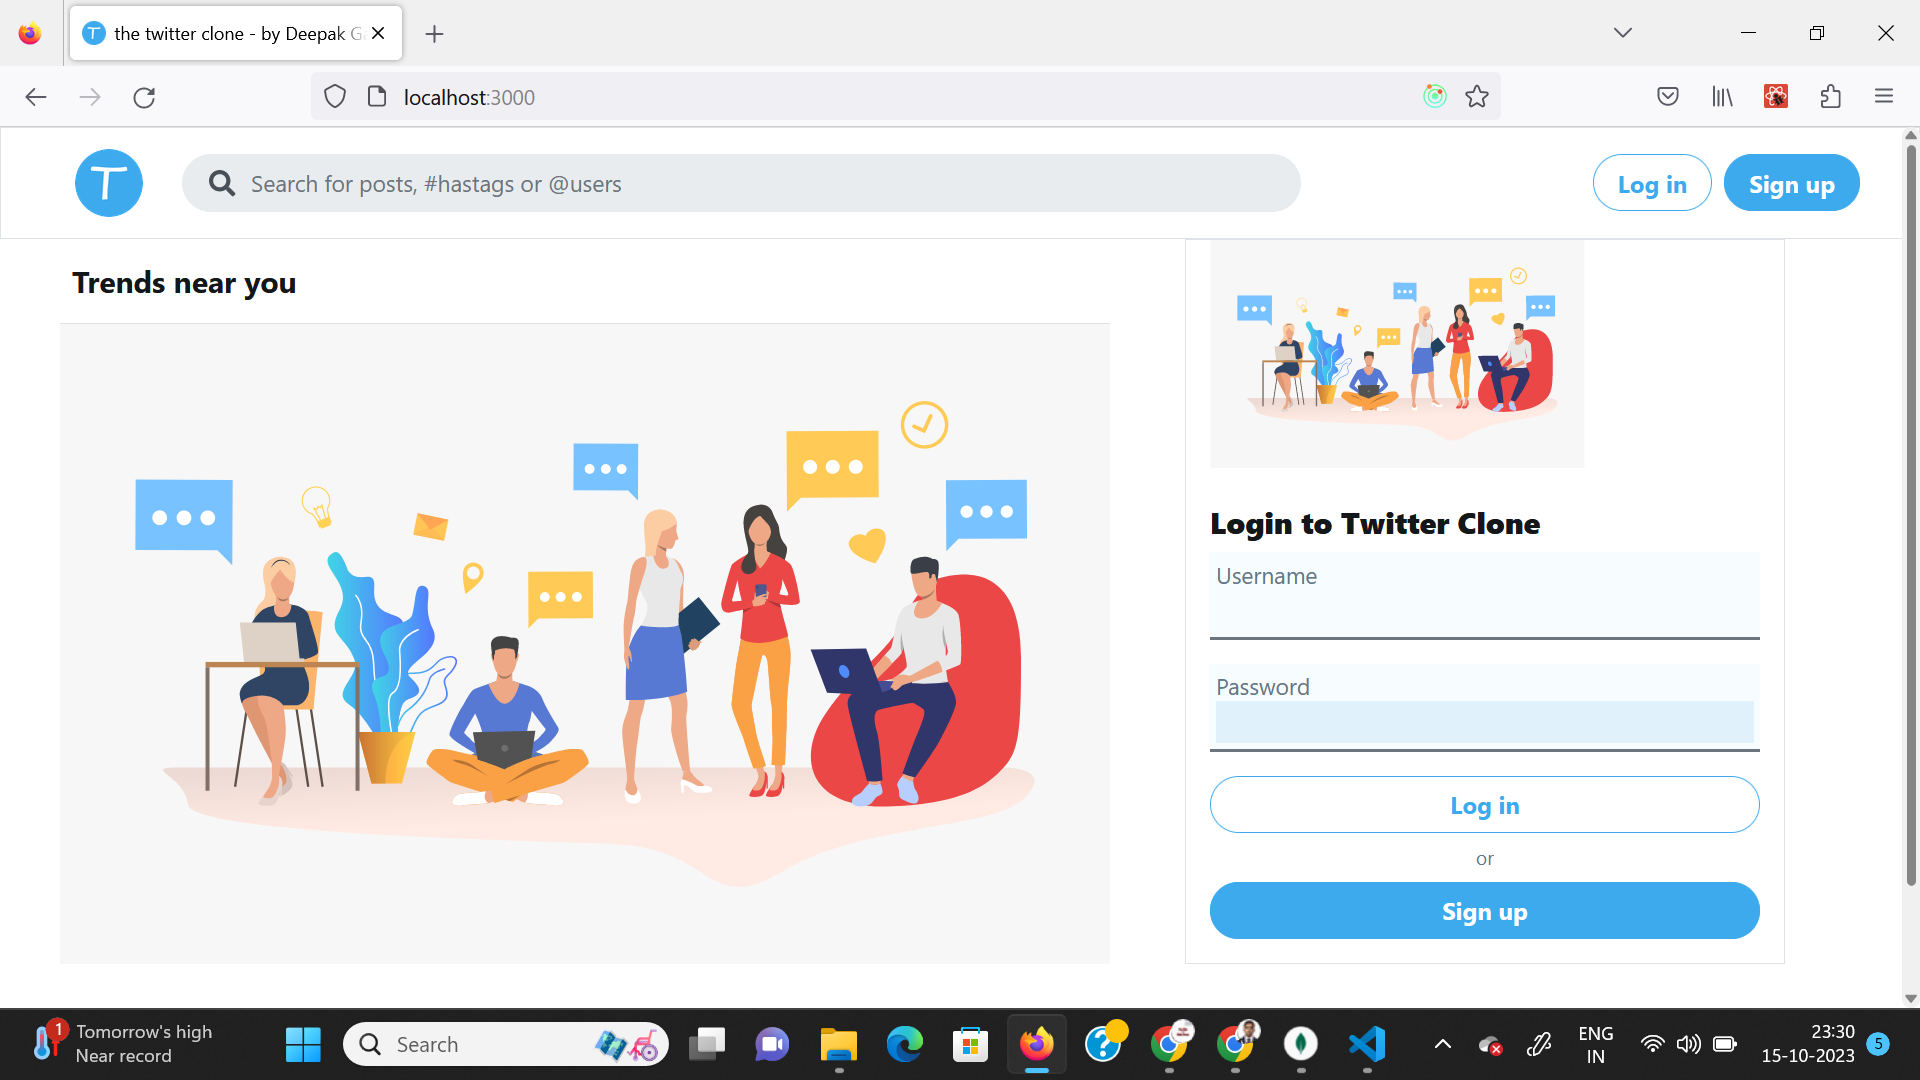 the twitter clone - by Deepak G
localhost:3000
T
Search for posts, #hastags or @users
Log in
Sign up
Trends near you
Login to Twitter Clone
Username
Password
Log in
or
Sign up
1
Tomorrow's high
Near record
Search
ENG
IN
23:30
15-10-2023
5